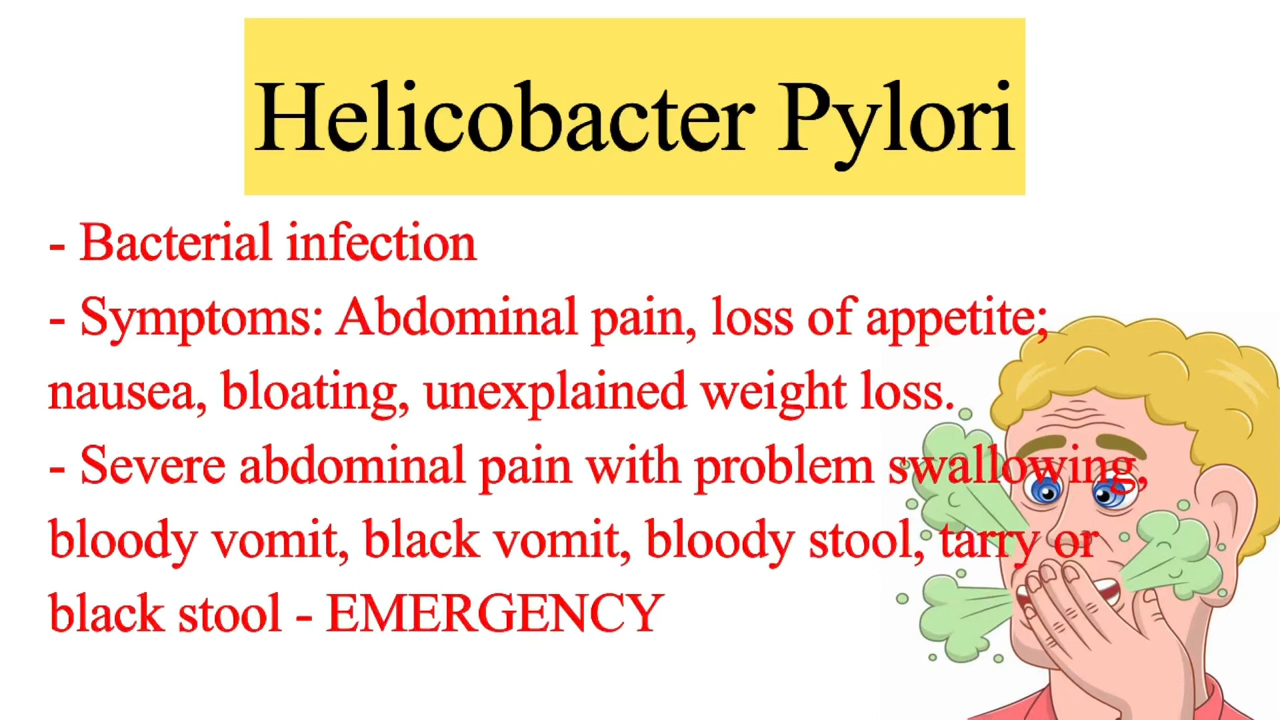 Helicobacter Pylori
- Bacterial infection
- Symptoms: Abdominal pain, loss of appetite;
nausea, bloating, unexplained weight loss.
- Severe abdominal pain with problem swallowing,
bloody vomit, black vomit, bloody stool, tarry or
black stool - EMERGENCY